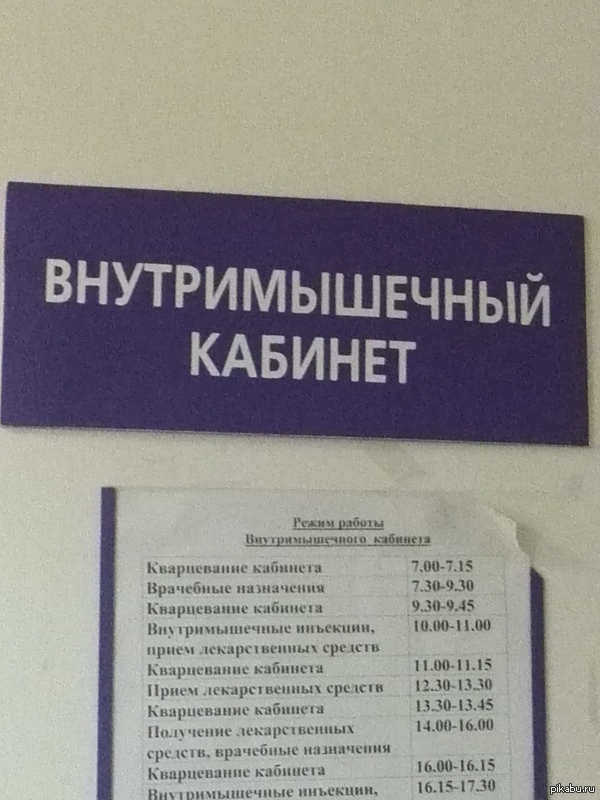 ВНУТРИМЫШЕЧНЫЙ
КАБИНЕТ
Режим работы
Внутримышечного кабинета
Кварцевание кабинета 7.00-7.15
Врачебные назначения 7.30-9.30
Кварцевание кабинета 9.30-9.45
Внутримышечные инъекции, 10.00-11.00
прием лекарственных средств
Кварцевание кабинета 11.00-11.15
Прием лекарственных средств 12.30-13.30
Кварцевание кабинета 13.30-13.45
Получение лекарственных 14.00-16.00
средств, врачебные назначения
Кварцевание кабинета 16.00-16.15
Внутримышечные инъекции, 16.15-17.30
pikabu.ru